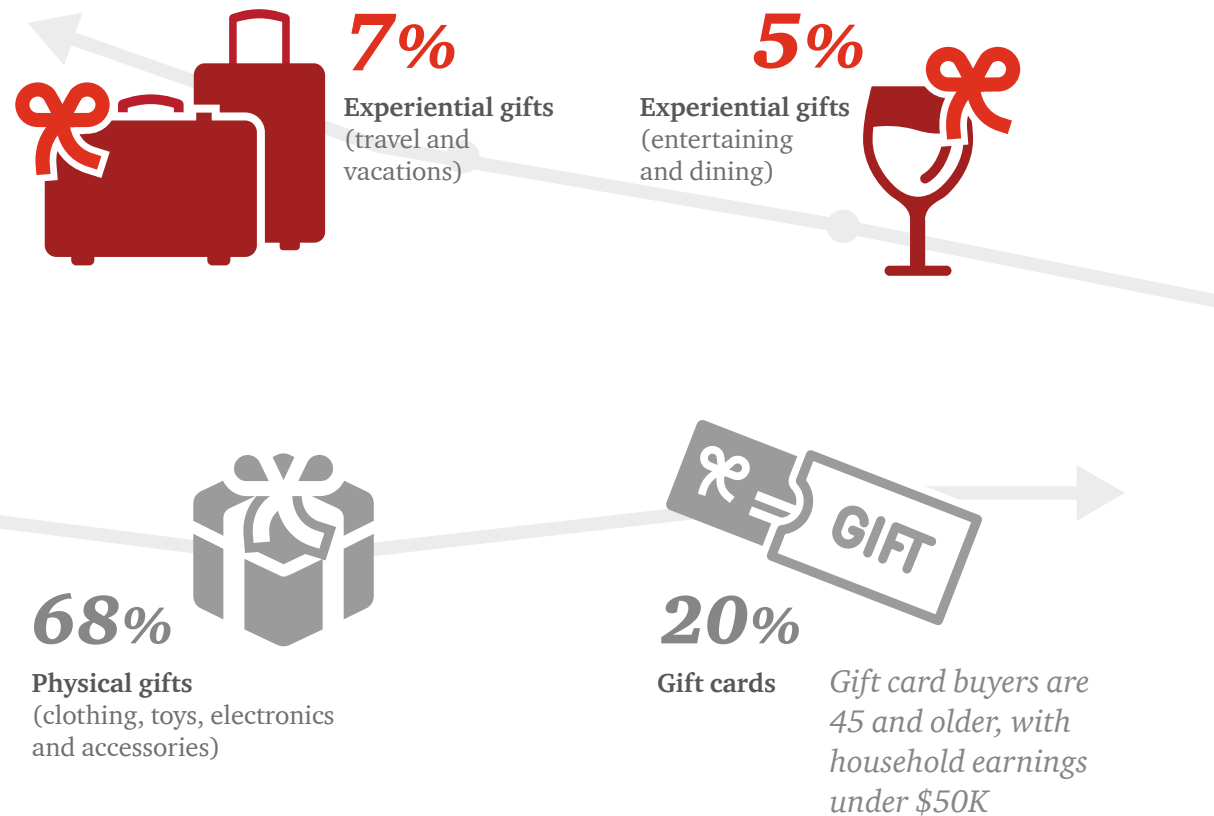 7%
Experiential gifts
(travel and
vacations)
5%
Experiential gifts
(entertaining
and dining)
68%
Physical gifts
(clothing, toys, electronics
and accessories)
GIFT
20%
Gift cards
Gift card buyers are
45 and older, with
household earnings
under $50K